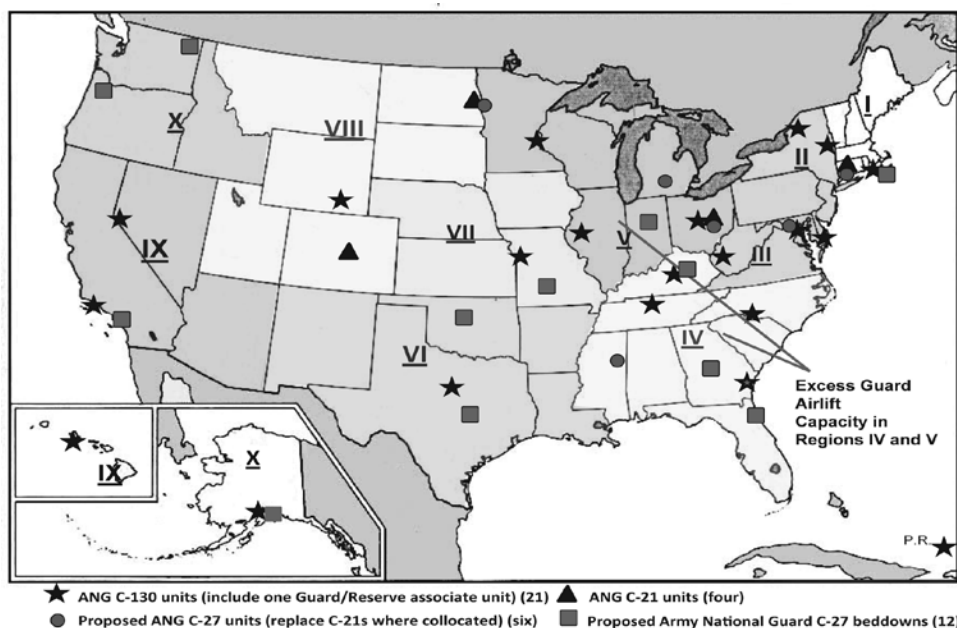 I
X
VIII
II
VII
IX
V
III
VI
IV
Excess Guard
Airlift
Capacity in
Regions IV and V
X
IX
P.R.
ANG C-130 units (include one Guard/Reserve associate unit) (21)
ANG C-21 units (four)
Proposed ANG C-27 units (replace C-21s where collocated) (six)
Proposed Army National Guard C-27 beddowns (12)